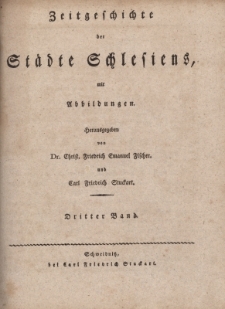 Zeitgeschichte
der
Städte Schlesiens,
mit
Abbildungen.
Herausgegeben
von
Dr. Christ. Friedrich Emanuel Fischer,
und
Carl Friedrich Stuckart.
Dritter Band.
Schweidnitz,
bei Carl Friedrich Stuckart.